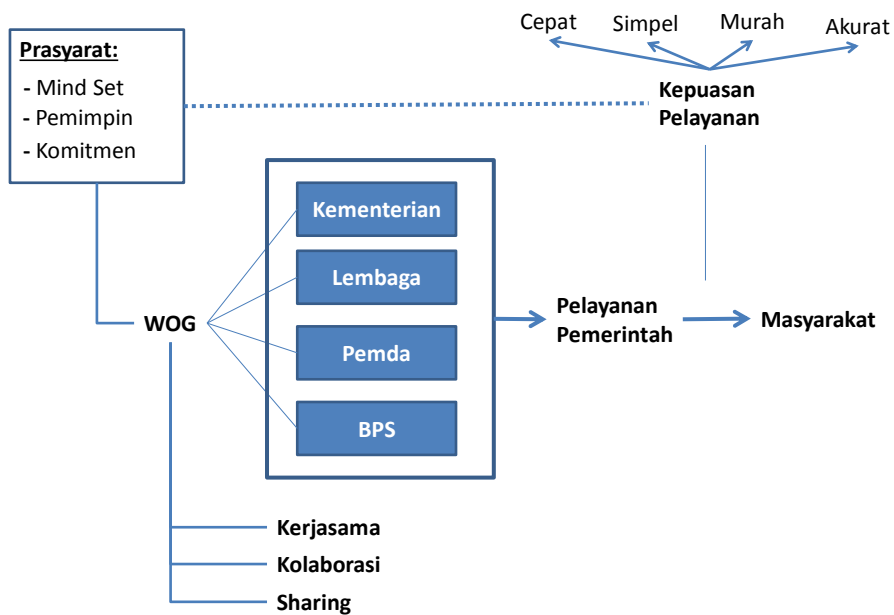 Prasyarat:
- Mind Set
- Pemimpin
- Komitmen
Cepat
Simpel
Murah
Akurat
Kepuasan
Pelayanan
Kementerian
Lembaga
Pemda
BPS
WOG
Pelayanan
Pemerintah
Masyarakat
Kerjasama
Kolaborasi
Sharing